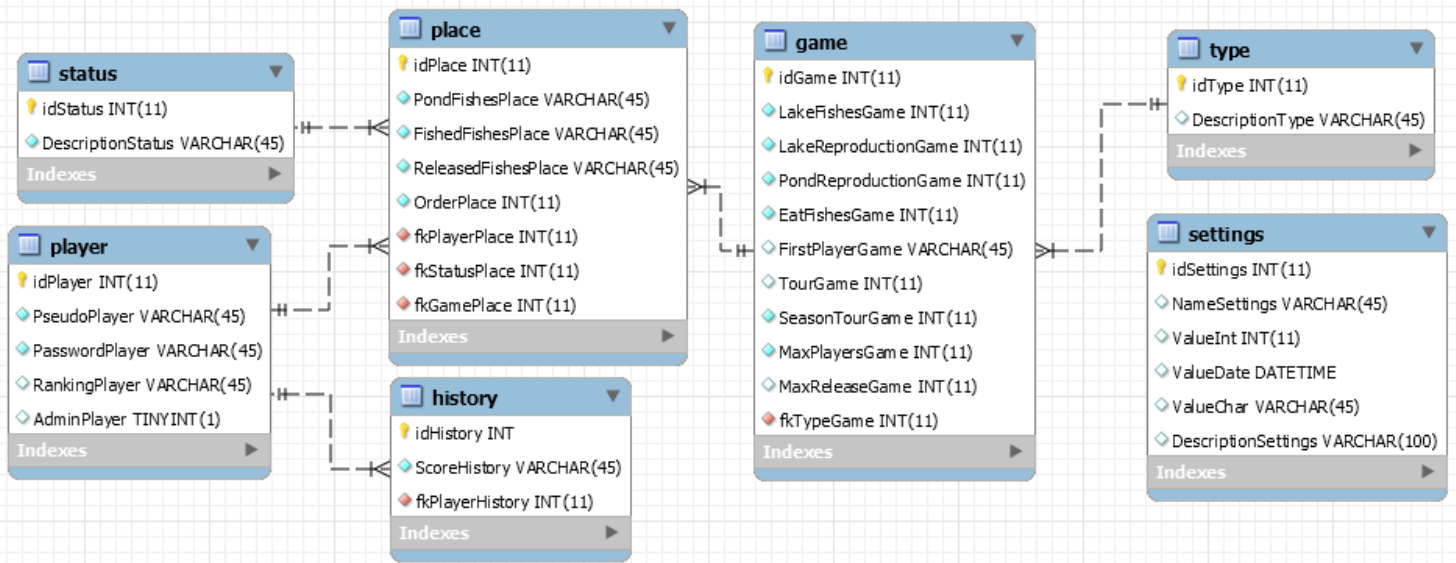 status
idStatus INT(11)
DescriptionStatus VARCHAR(45)
Indexes
player
idPlayer INT(11)
PseudoPlayer VARCHAR(45)
PasswordPlayer VARCHAR(45)
RankingPlayer VARCHAR(45)
AdminPlayer TINYINT(1)
Indexes
place
idPlace INT(11)
PondFishesPlace VARCHAR(45)
FishedFishesPlace VARCHAR(45)
ReleasedFishesPlace VARCHAR(45)
OrderPlace INT(11)
fkPlayerPlace INT(11)
fkStatusPlace INT(11)
fkGamePlace INT(11)
Indexes
history
idHistory INT
ScoreHistory VARCHAR(45)
fkPlayerHistory INT(11)
Indexes
game
idGame INT(11)
LakeFishesGame INT(11)
LakeReproductionGame INT(11)
PondReproductionGame INT(11)
EatFishesGame INT(11)
FirstPlayerGame VARCHAR(45)
TourGame INT(11)
SeasonTourGame INT(11)
MaxPlayersGame INT(11)
MaxReleaseGame INT(11)
fkTypeGame INT(11)
Indexes
type
idType INT(11)
DescriptionType VARCHAR(45)
Indexes
settings
idSettings INT(11)
NameSettings VARCHAR(45)
ValueInt INT(11)
ValueDate DATETIME
ValueChar VARCHAR(45)
DescriptionSettings VARCHAR(100)
Indexes